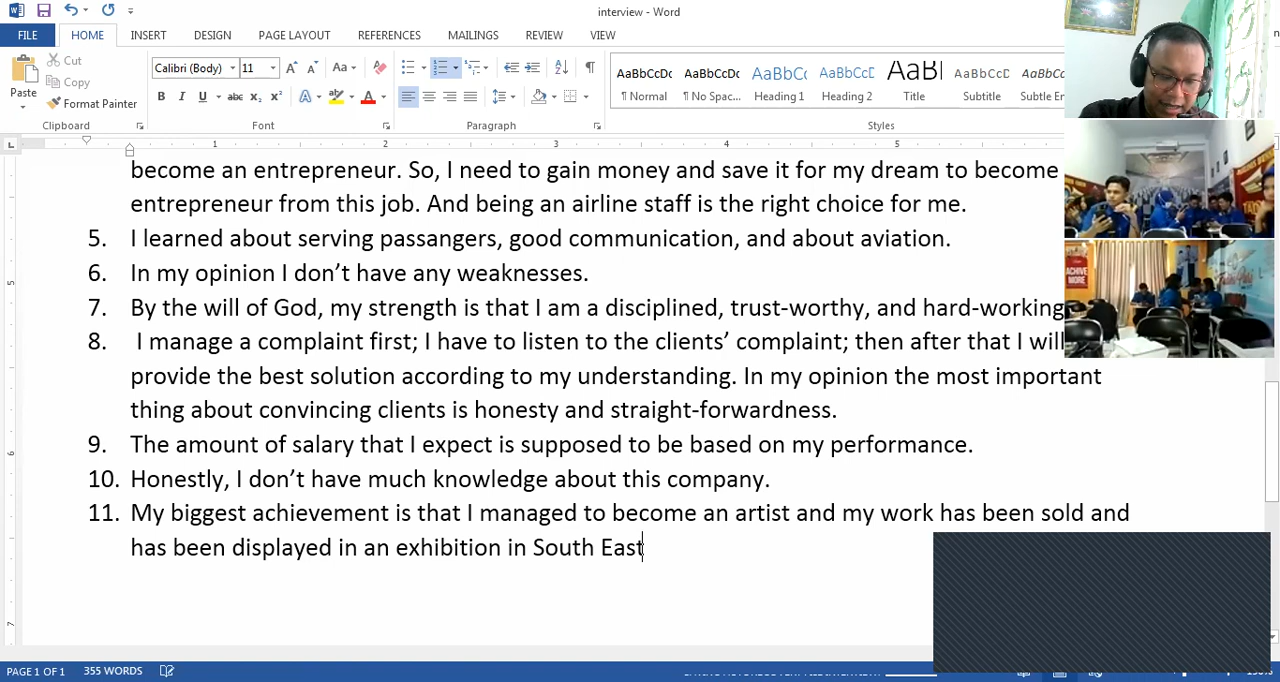 interview - Word
FILE HOME INSERT DESIGN PAGE LAYOUT REFERENCES MAILINGS REVIEW VIEW
Paste
Cut
Copy
Format Painter
Clipboard
Calibri (Body) 11
Font
Paragraph
AaBbCcDc AaBbCcDc AaBbCc AaBbCcC AaBl AaBbCcD AaBbCcD
¶ Normal ¶ No Spac... Heading 1 Heading 2 Title Subtitle Subtle Em
Styles
1 2 3 4 5
become an entrepreneur. So, I need to gain money and save it for my dream to become
entrepreneur from this job. And being an airline staff is the right choice for me.
5. I learned about serving passangers, good communication, and about aviation.
6. In my opinion I don’t have any weaknesses.
7. By the will of God, my strength is that I am a disciplined, trust-worthy, and hard-working
8. I manage a complaint first; I have to listen to the clients’ complaint; then after that I will
provide the best solution according to my understanding. In my opinion the most important
thing about convincing clients is honesty and straight-forwardness.
9. The amount of salary that I expect is supposed to be based on my performance.
10. Honestly, I don’t have much knowledge about this company.
11. My biggest achievement is that I managed to become an artist and my work has been sold and
has been displayed in an exhibition in South East
ACHIVE
MORE
PAGE 1 OF 1 355 WORDS